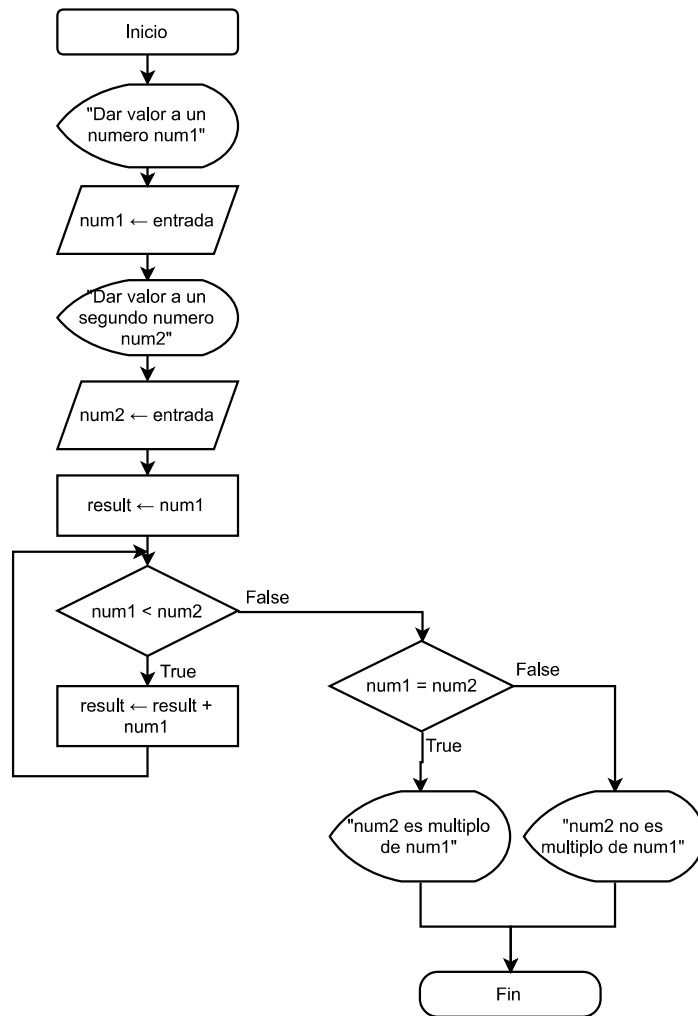 Inicio
"Dar valor a un
numero num1"
num1 ← entrada
"Dar valor a un
segundo numero
num2"
num2 ← entrada
result ← num1
num1 < num2
False
True
result ← result +
num1
num1 = num2
False
True
"num2 es multiplo
de num1"
"num2 no es
multiplo de num1"
Fin